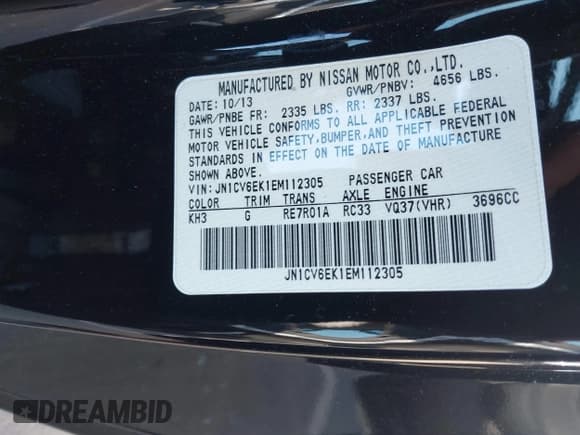 MANUFACTURED BY NISSAN MOTOR CO.,LTD.
DATE: 10/13 GVWR/PNBV: 4656 LBS.
GAWR/PNBE FR: 2335 LBS. RR: 2337 LBS.
THIS VEHICLE CONFORMS TO ALL APPLICABLE FEDERAL
MOTOR VEHICLE SAFETY,BUMPER,AND THEFT PREVENTION
STANDARDS IN EFFECT ON THE DATE OF MANUFACTURE
SHOWN ABOVE.
VIN: JN1CV6EK1EM112305 PASSENGER CAR
COLOR TRIM TRANS AXLE ENGINE
KH3 G RE7R01A RC33 VQ37(VHR) 3696CC
JN1CV6EK1EM112305
DREAMBID